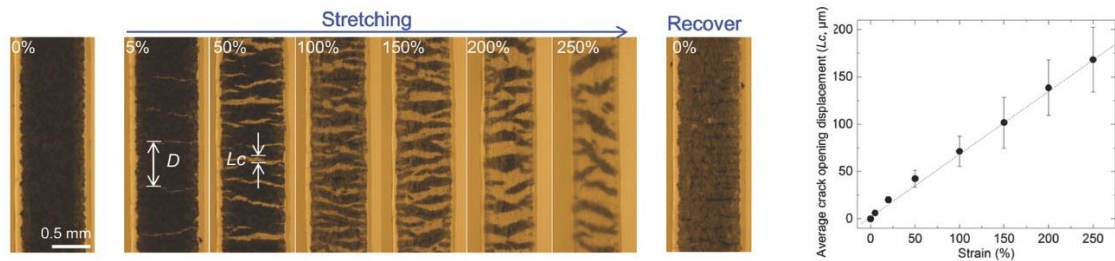 Stretching
Recover
0%
5%
50%
100%
150%
200%
250%
0%
D
Lc
0.5 mm
Average crack opening displacement (Lc, μm)
200
150
100
50
0
0
50
100
150
200
250
Strain (%)